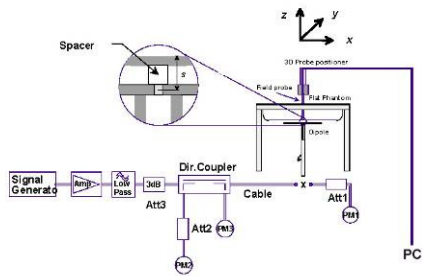 z
y
x
Spacer
s
3D Probe positioner
Field probe
Flat Phantom
Dipole
Dir.Coupler
Signal
Generato
Amp
Low
Pass
3dB
Cable
x
Att3
Att1
Att2
PM3
PM1
PM2
PC